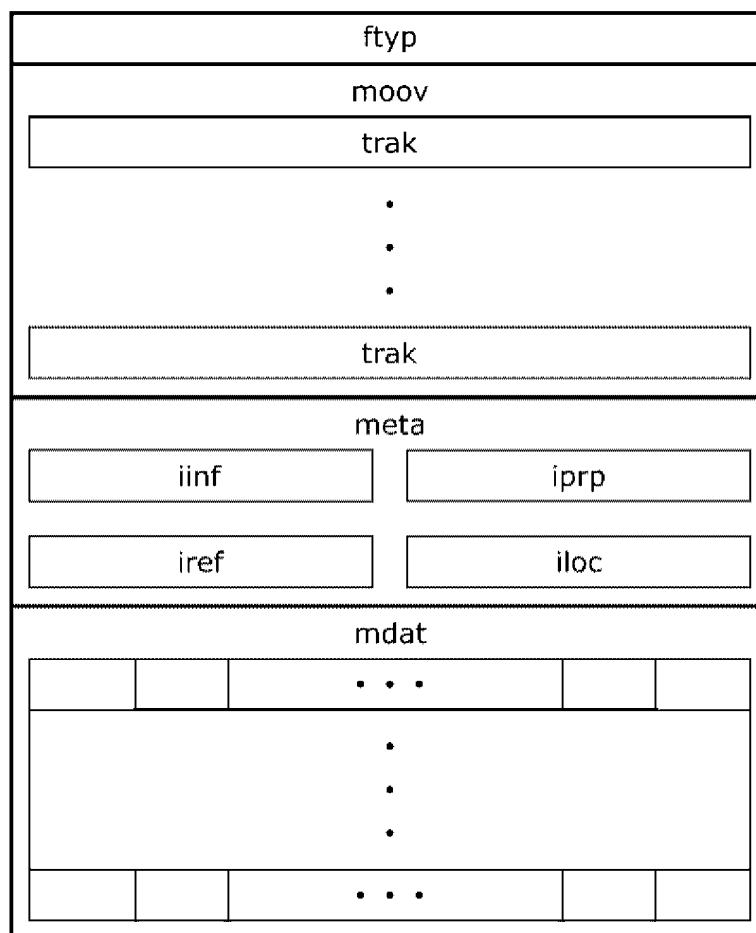 ftyp
moov
trak
trak
meta
iinf iprp
iref iloc
mdat